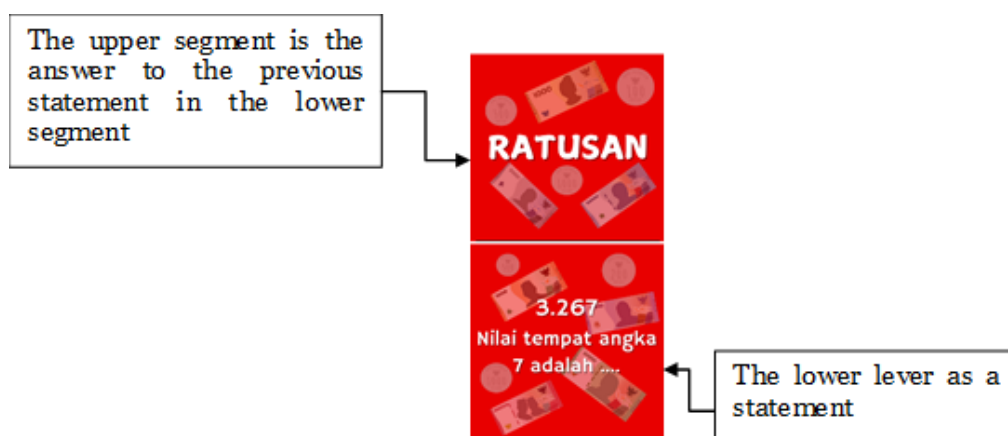 The upper segment is the
answer to the previous
statement in the lower
segment
RATUSAN
3.267
Nilai tempat angka
7 adalah ....
The lower lever as a
statement